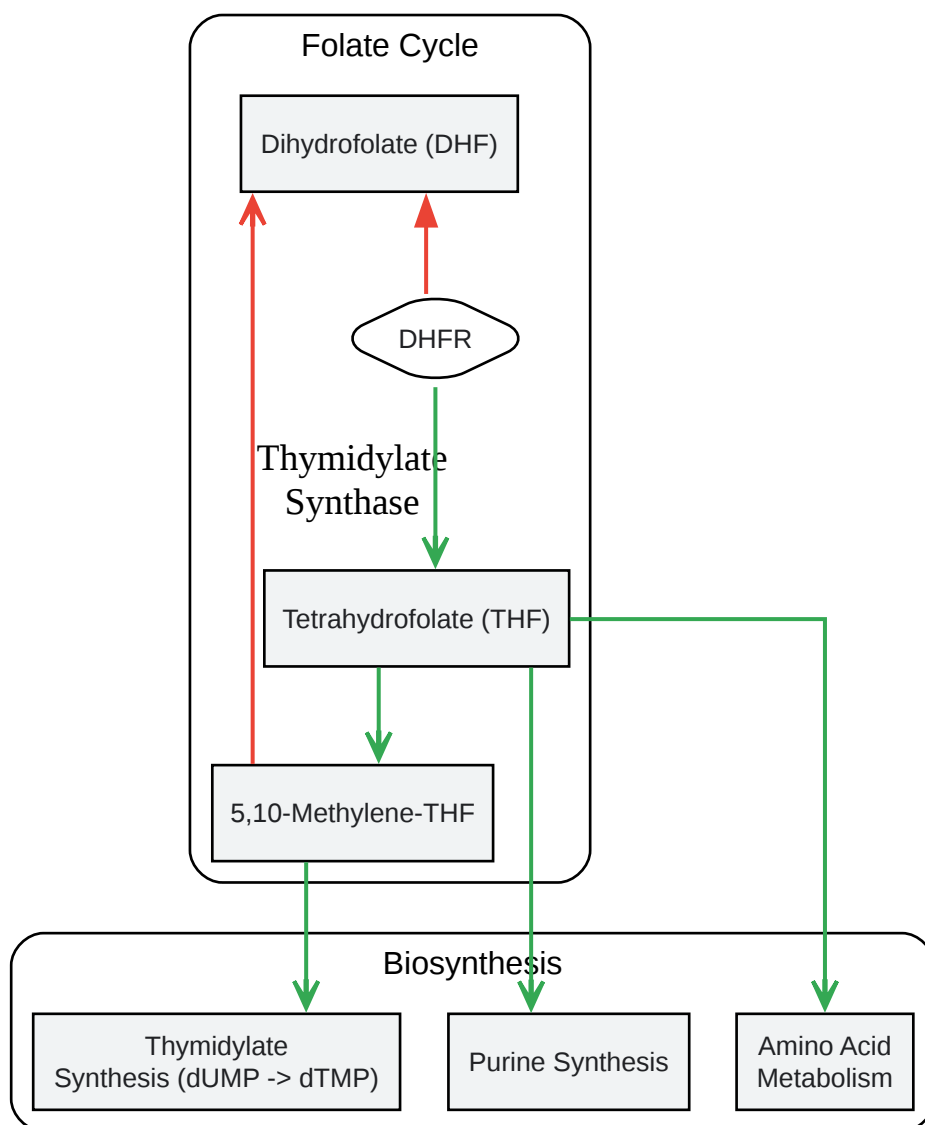 Folate Cycle
Dihydrofolate (DHF)
DHFR
Thymidylate
Synthase
Tetrahydrofolate (THF)
5,10-Methylene-THF
Biosynthesis
Thymidylate
Synthesis (dUMP -> dTMP)
Purine Synthesis
Amino Acid
Metabolism